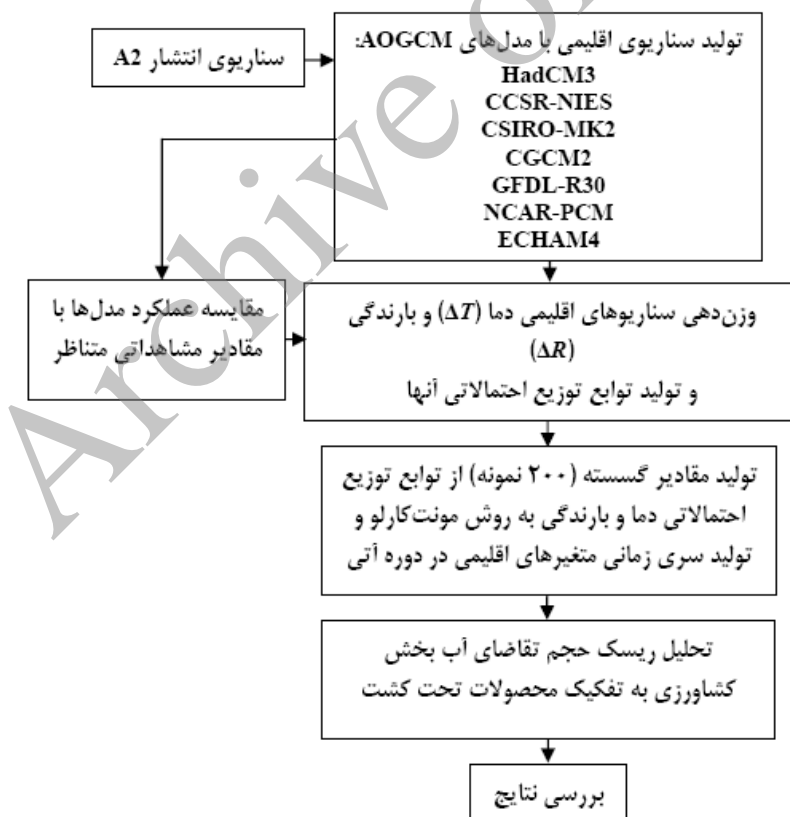 سناریوی انتشار A2
تولید سناریوی اقلیمی با مدل‌های AOGCM:
HadCM3
CCSR-NIES
CSIRO-MK2
CGCM2
GFDL-R30
NCAR-PCM
ECHAM4
مقایسه عملکرد مدل‌ها با
مقادیر مشاهداتی متناظر
وزن‌دهی سناریوهای اقلیمی دما (ΔT) و بارندگی
(ΔR)
و تولید توابع توزیع احتمالاتی آنها
تولید مقادیر گسسته (۲۰۰ نمونه) از توابع توزیع
احتمالاتی دما و بارندگی به روش مونت‌کارلو و
تولید سری زمانی متغیرهای اقلیمی در دوره آتی
تحلیل ریسک حجم تقاضای آب بخش
کشاورزی به تفکیک محصولات تحت کشت
بررسی نتایج
Archive of